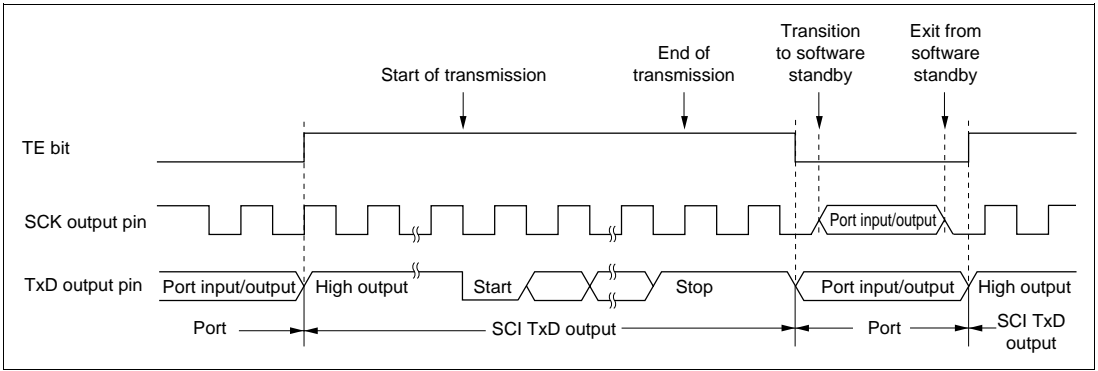 Transition
to software
standby
Exit from
software
standby
End of
transmission
Start of transmission
TE bit
SCK output pin
Port input/output
TxD output pin
Port input/output
High output
Start
Stop
Port input/output
High output
Port
SCI TxD output
Port
SCI TxD
output